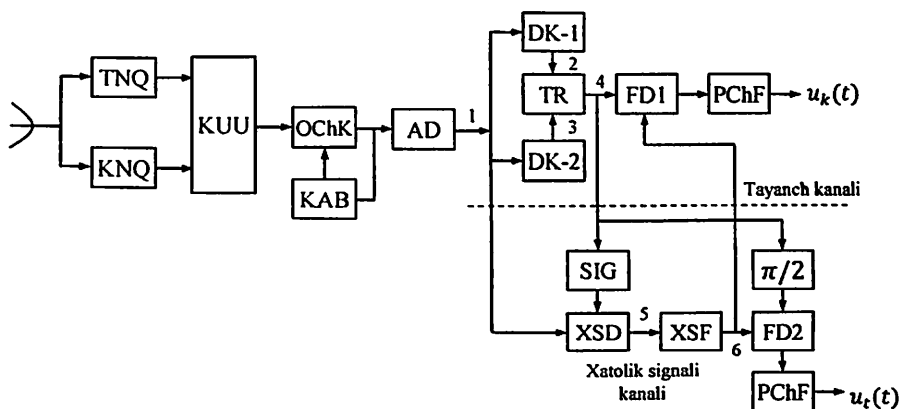 DK-1
TNQ
2
TR
4
FD1
PChF
u_k(t)
KUU
OChK
AD
1
3
KNQ
DK-2
KAB
Tayanch kanali
SIG
π/2
XSD
5
XSF
6
FD2
Xatolik signali
kanali
PChF
u_t(t)